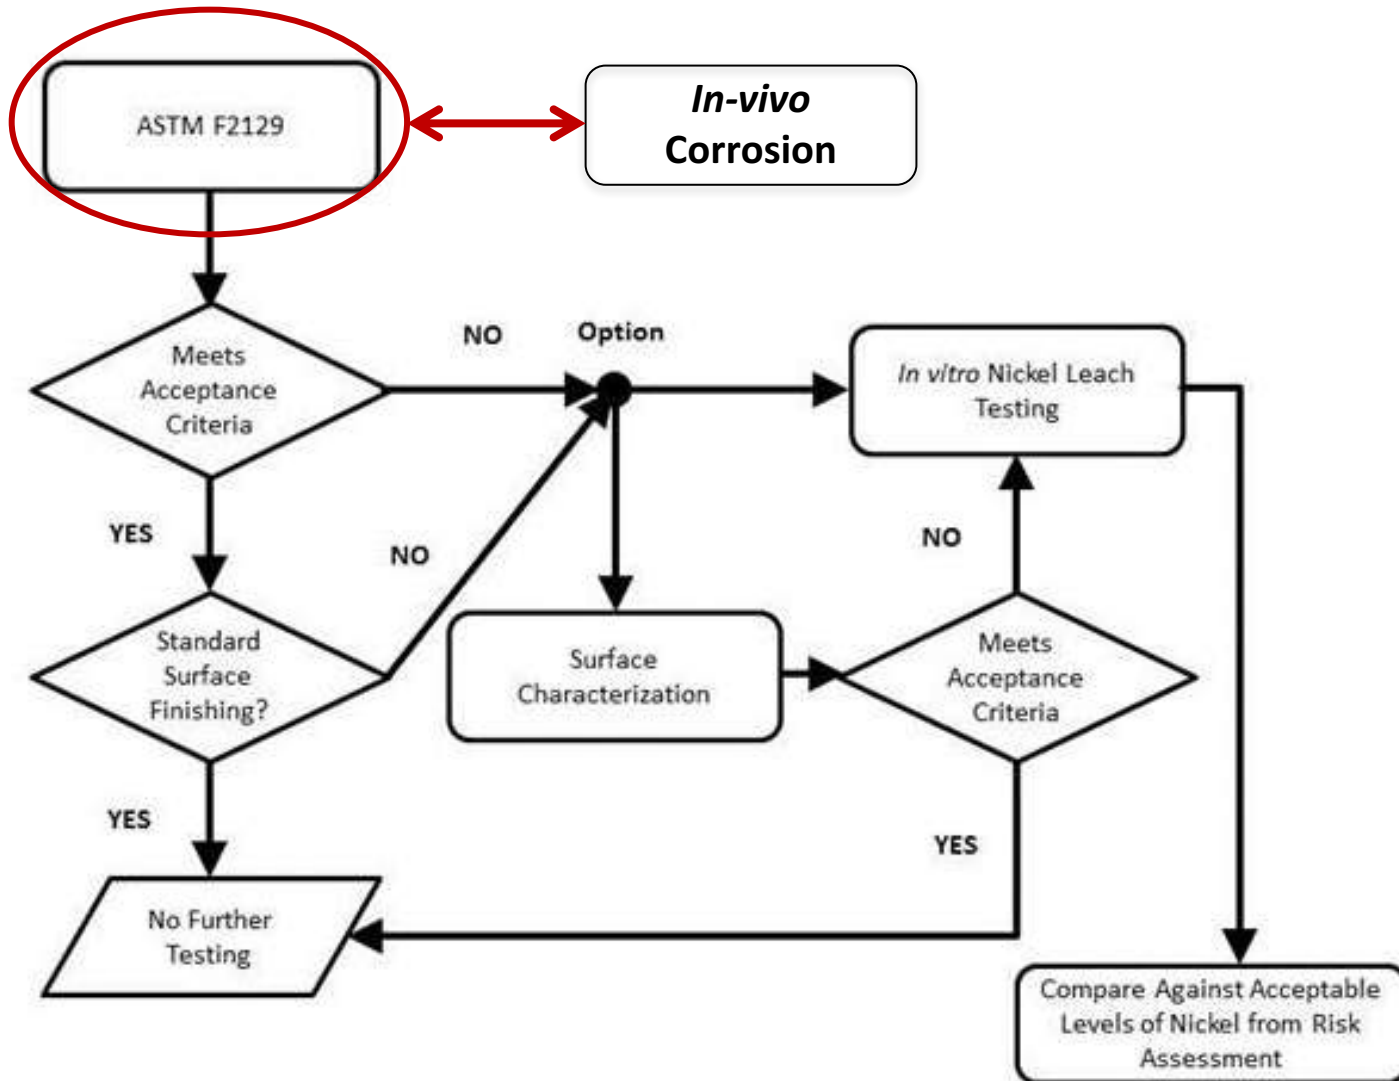 ASTM F2129
In-vivo
Corrosion
Meets
Acceptance
Criteria
NO
Option
In vitro Nickel Leach
Testing
YES
NO
NO
Standard
Surface
Finishing?
Surface
Characterization
Meets
Acceptance
Criteria
YES
YES
No Further
Testing
Compare Against Acceptable
Levels of Nickel from Risk
Assessment